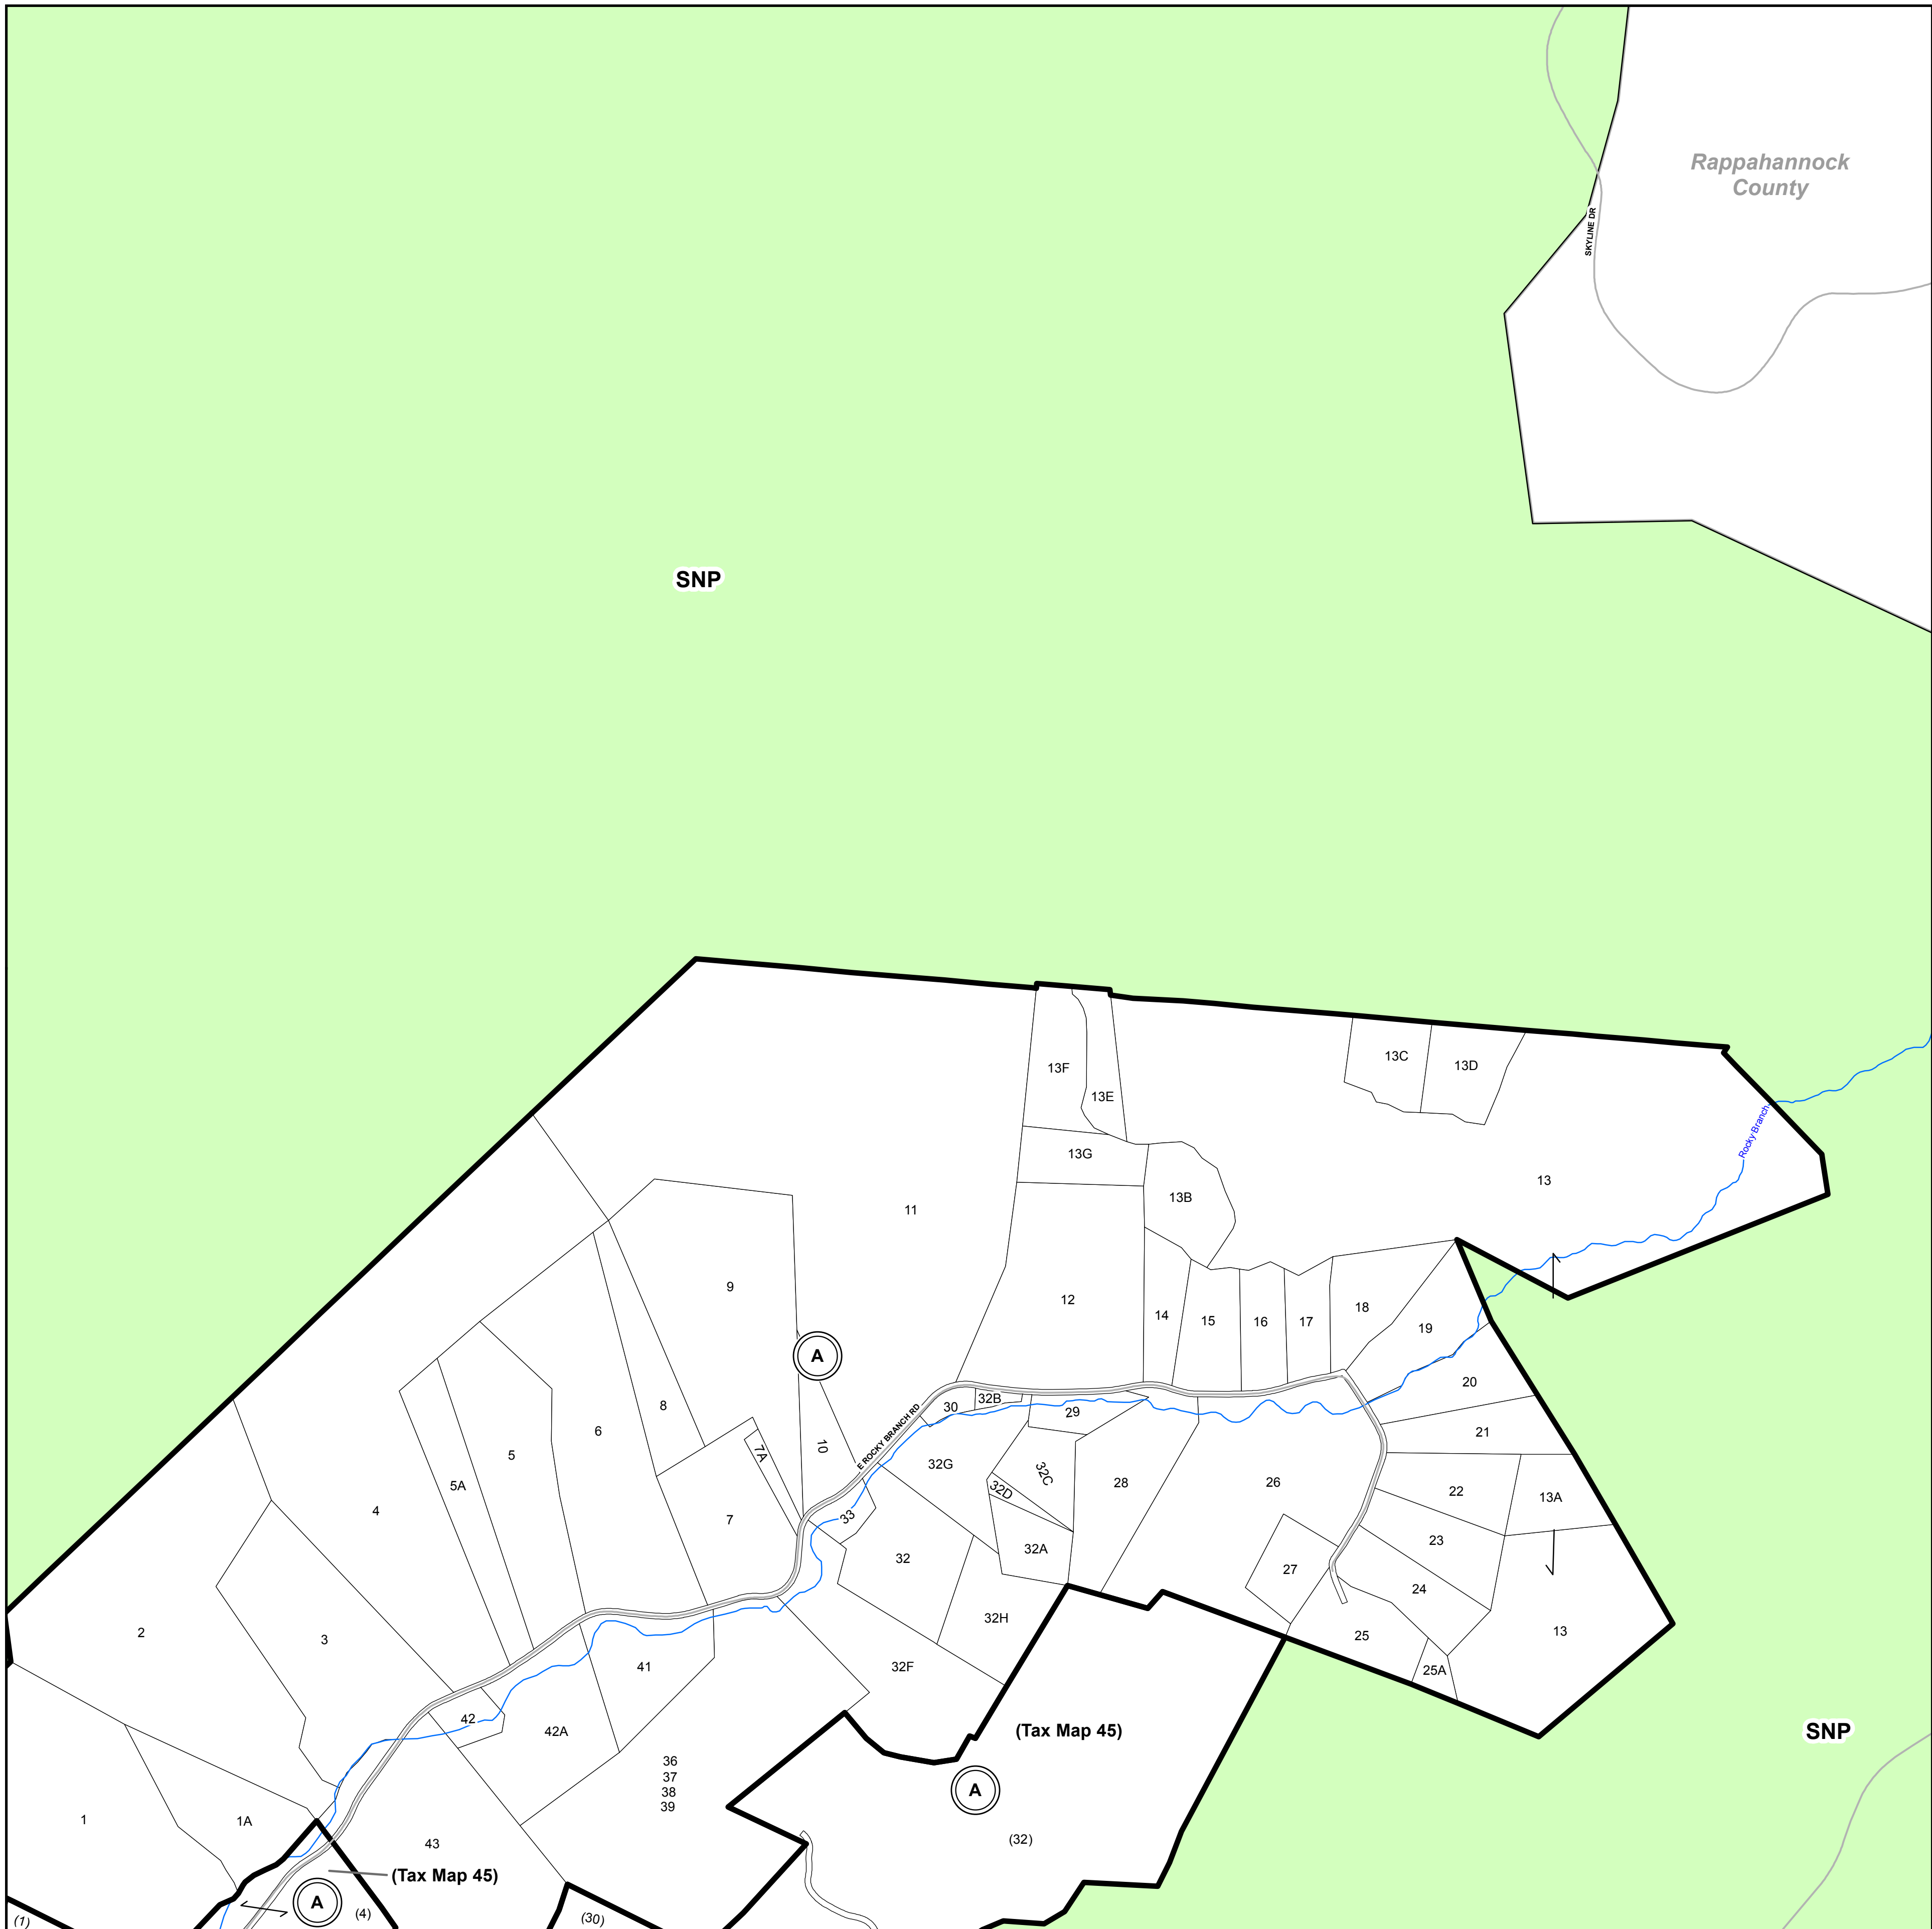 Rappahannock
County
SKYLINE DR
SNP
13F
13E
13C
13D
13G
13B
13
Rocky Branch
11
9
12
14
15
16
17
18
19
20
A
8
6
5
5A
4
10
7A
7
E ROCKY BRANCH RD
30
32B
29
32G
32C
32D
28
26
21
22
13A
33
32
32A
23
27
24
2
3
41
32H
32F
25
25A
13
42
42A
36
37
38
39
(Tax Map 45)
SNP
A
(32)
1
1A
43
(Tax Map 45)
A
(4)
(1)
(30)